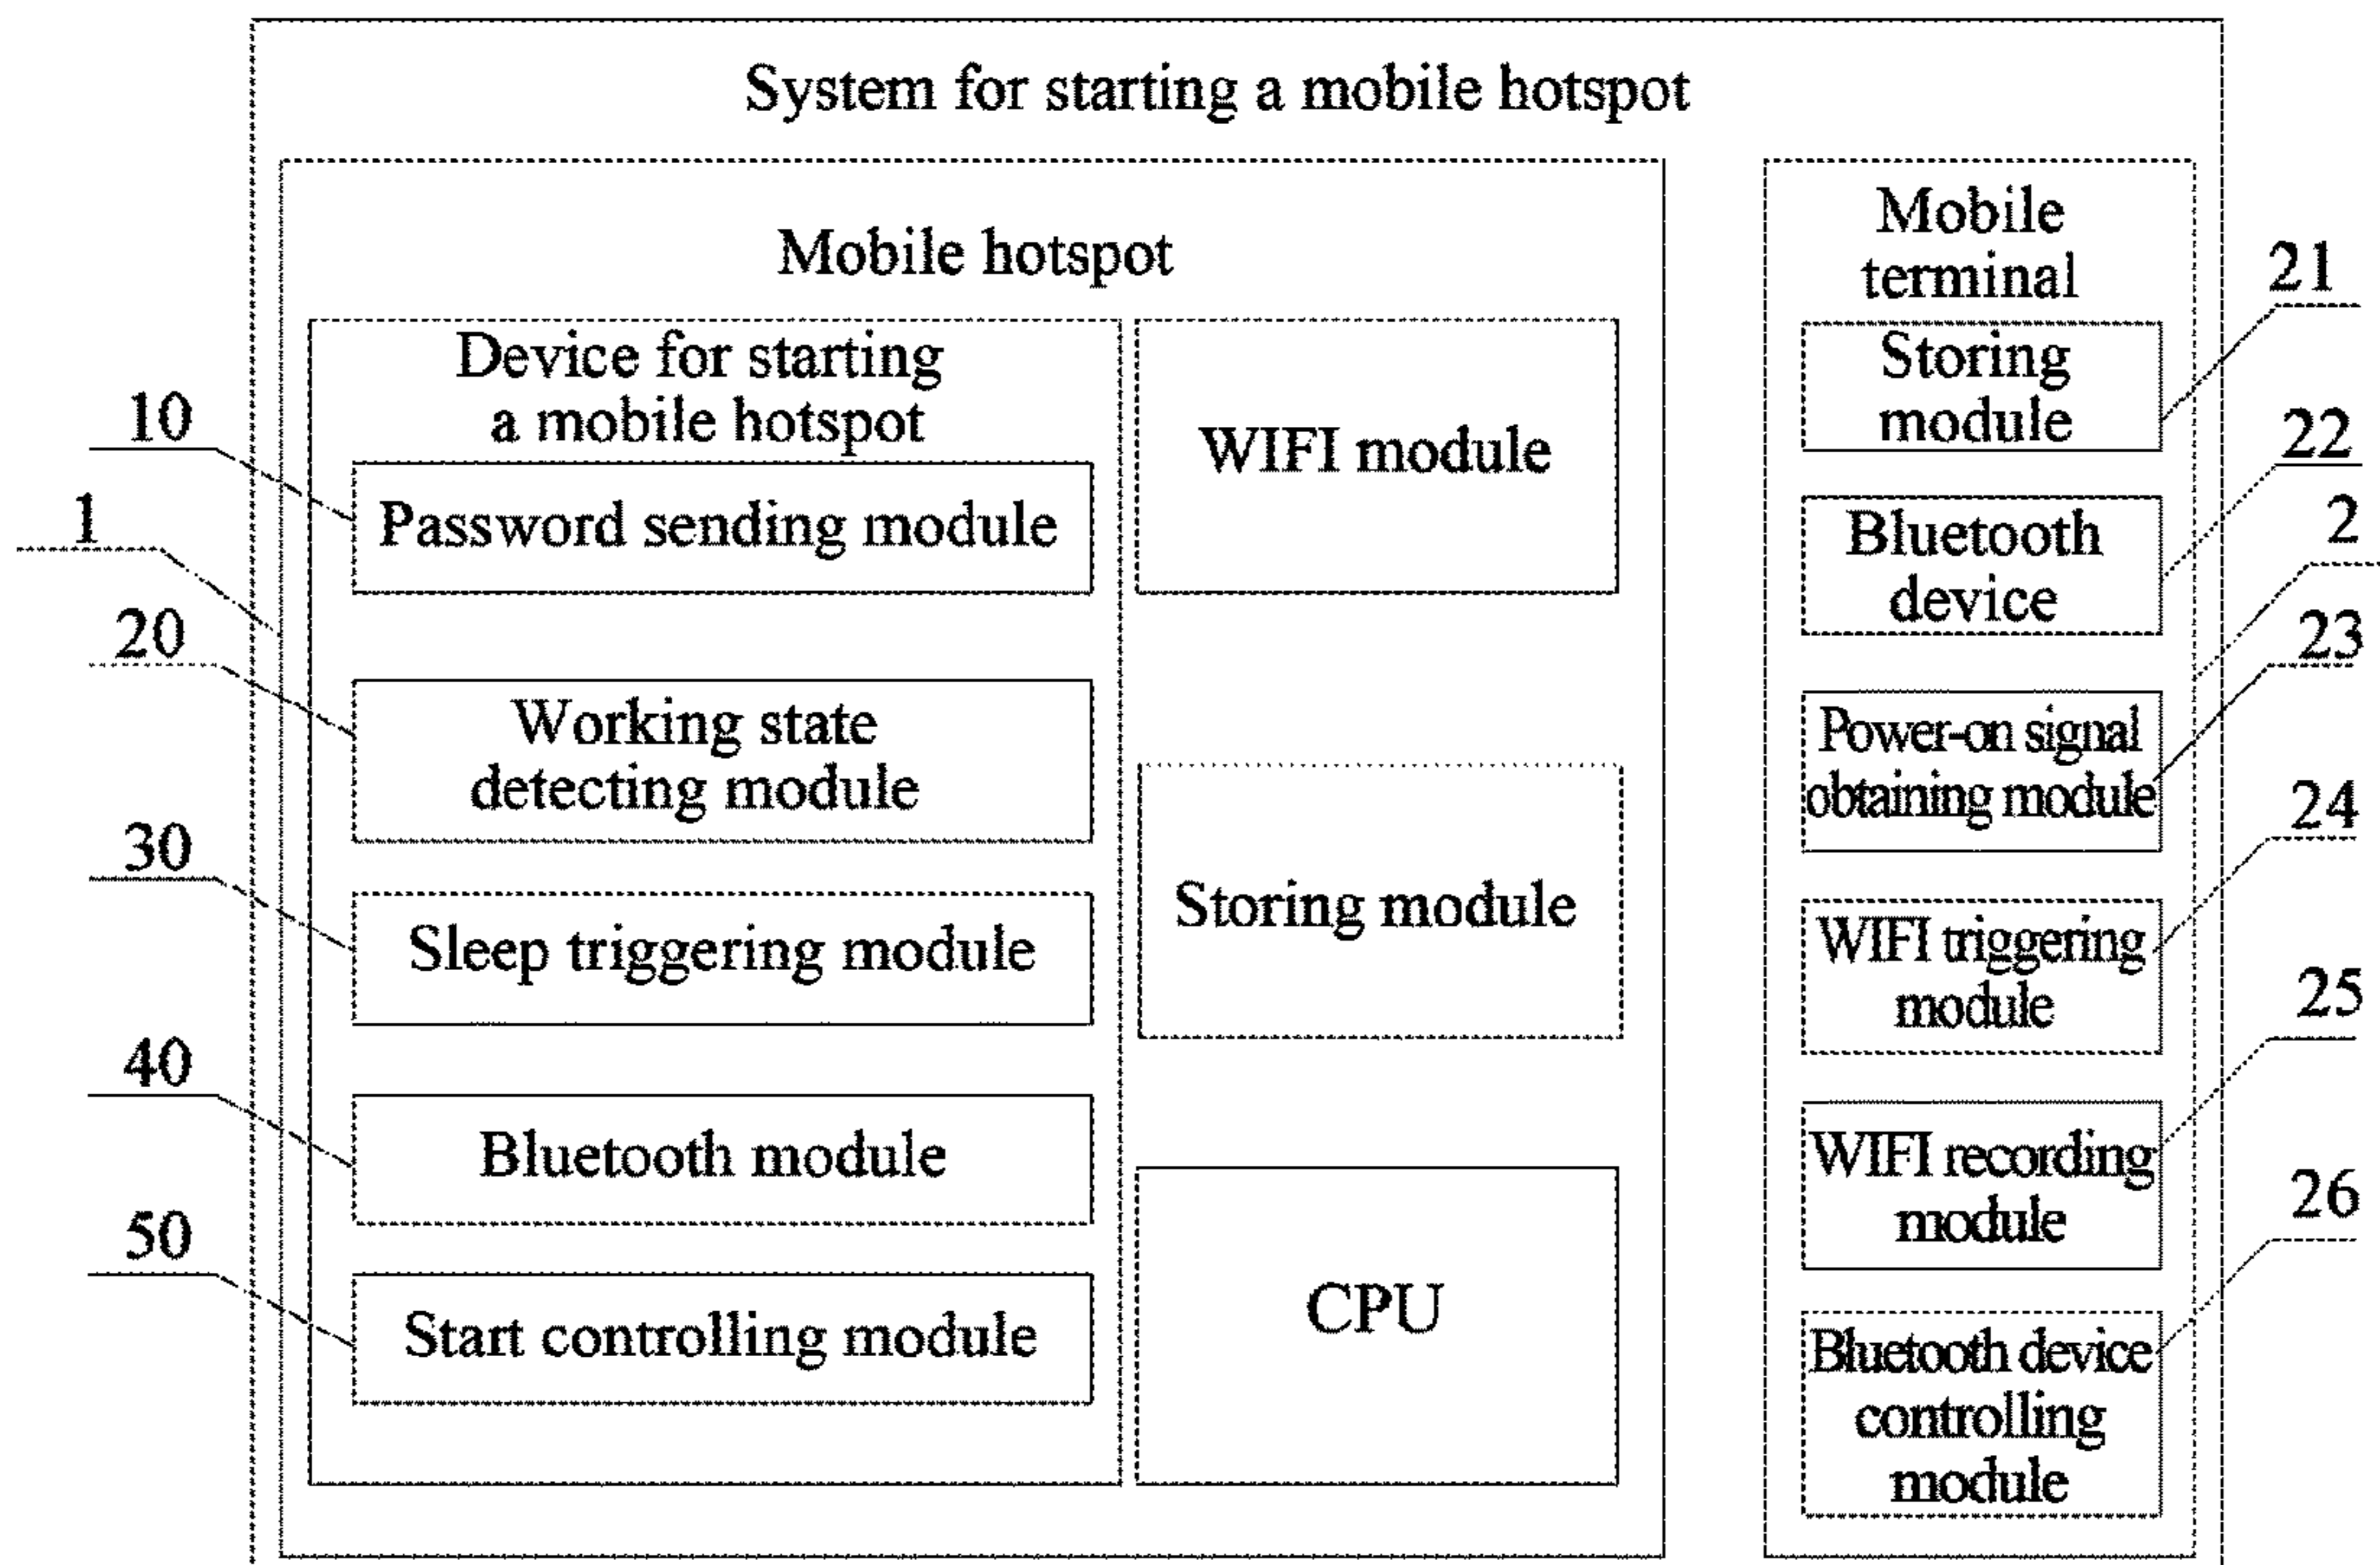 System for starting a mobile hotspot
Mobile hotspot
Device for starting
a mobile hotspot
10
Password sending module
1
20
Working state
detecting module
30
Sleep triggering module
40
Bluetooth module
50
Start controlling module
WIFI module
Storing module
CPU
Mobile
terminal
21
Storing
module
22
Bluetooth
device
2
23
Power-on signal
obtaining module
24
WIFI triggering
module
25
WIFI recording
module
26
Bluetooth device
controlling
module